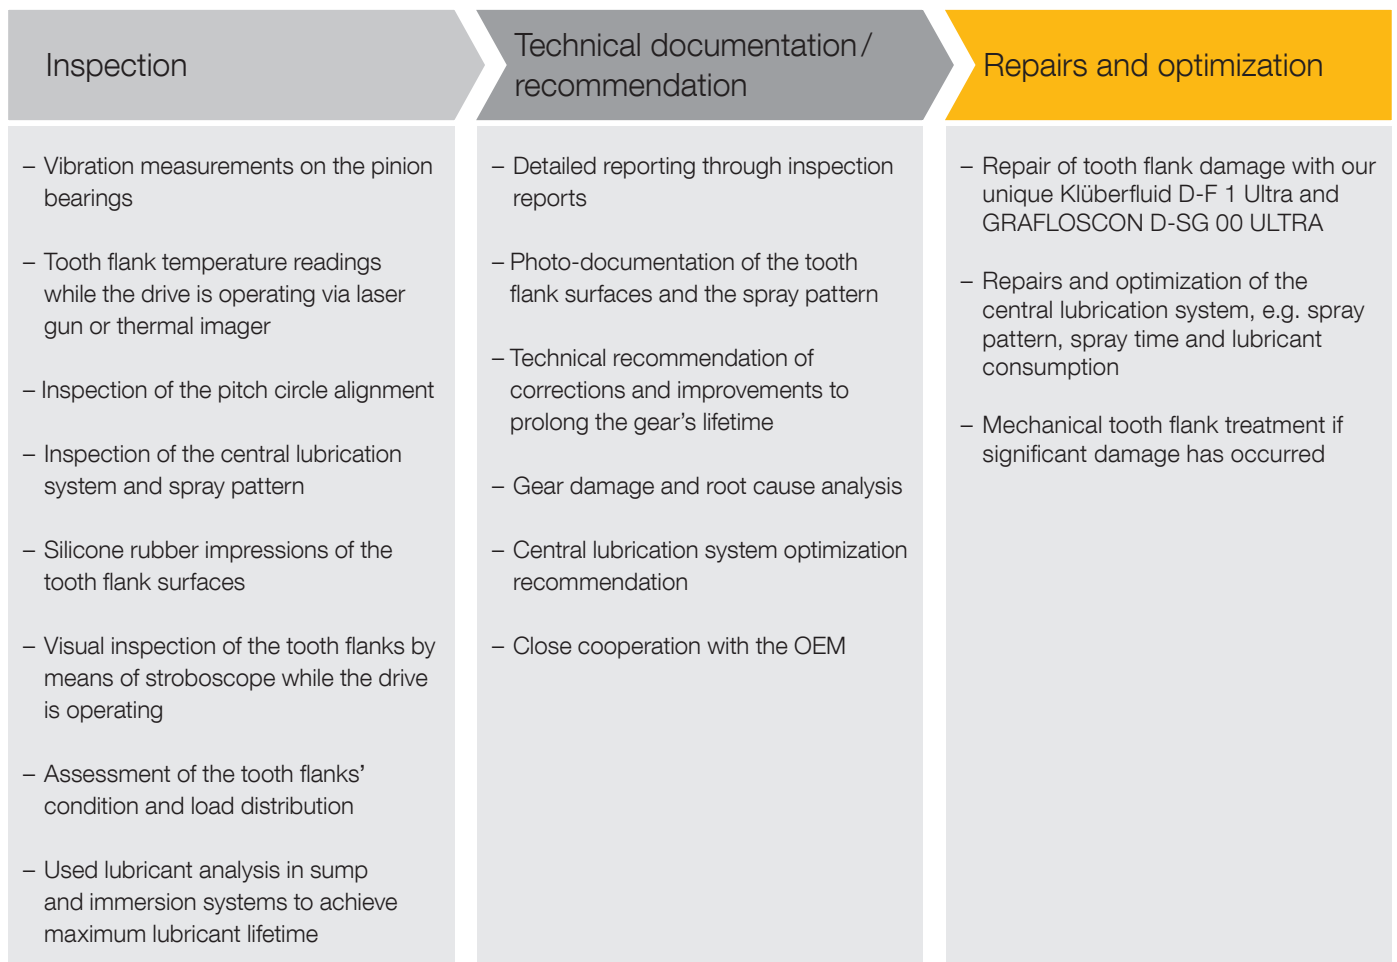 Inspection
Technical documentation/
recommendation
Repairs and optimization
– Vibration measurements on the pinion
bearings
– Tooth flank temperature readings
while the drive is operating via laser
gun or thermal imager
– Inspection of the pitch circle alignment
– Inspection of the central lubrication
system and spray pattern
– Silicone rubber impressions of the
tooth flank surfaces
– Visual inspection of the tooth flanks by
means of stroboscope while the drive
is operating
– Assessment of the tooth flanks’
condition and load distribution
– Used lubricant analysis in sump
and immersion systems to achieve
maximum lubricant lifetime
– Detailed reporting through inspection
reports
– Photo-documentation of the tooth
flank surfaces and the spray pattern
– Technical recommendation of
corrections and improvements to
prolong the gear’s lifetime
– Gear damage and root cause analysis
– Central lubrication system optimization
recommendation
– Close cooperation with the OEM
– Repair of tooth flank damage with our
unique Klüberfluid D-F 1 Ultra and
GRAFLOSCON D-SG 00 ULTRA
– Repairs and optimization of the
central lubrication system, e.g. spray
pattern, spray time and lubricant
consumption
– Mechanical tooth flank treatment if
significant damage has occurred